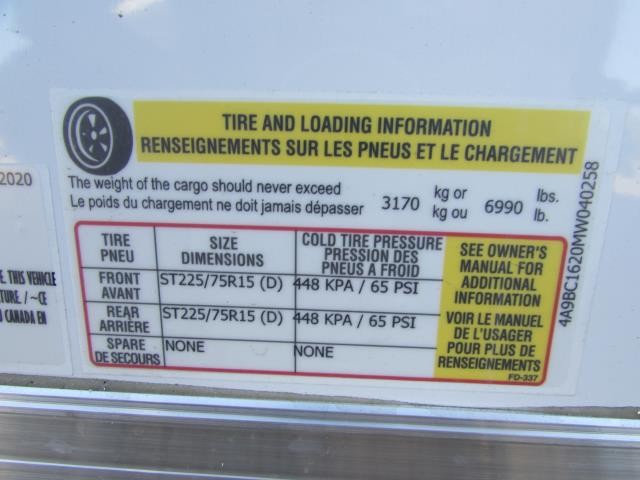 TIRE AND LOADING INFORMATION
RENSEIGNEMENTS SUR LES PNEUS ET LE CHARGEMENT
2020
The weight of the cargo should never exceed
Le poids du chargement ne doit jamais dépasser
3170
kg or
kg ou
6990
lbs.
lb.
TIRE
PNEU
SIZE
DIMENSIONS
COLD TIRE PRESSURE
PRESSION DES
PNEUS A FROID
FRONT
AVANT
ST225/75R15 (D)
448 KPA / 65 PSI
REAR
ARRIÈRE
ST225/75R15 (D)
448 KPA / 65 PSI
SPARE
DE SECOURS
NONE
NONE
SEE OWNER'S
MANUAL FOR
ADDITIONAL
INFORMATION
VOIR LE MANUEL
DE L'USAGER
POUR PLUS DE
RENSEIGNEMENTS
FD-337
4A9BC1620MW040258
THIS VEHICLE
CANADA EN